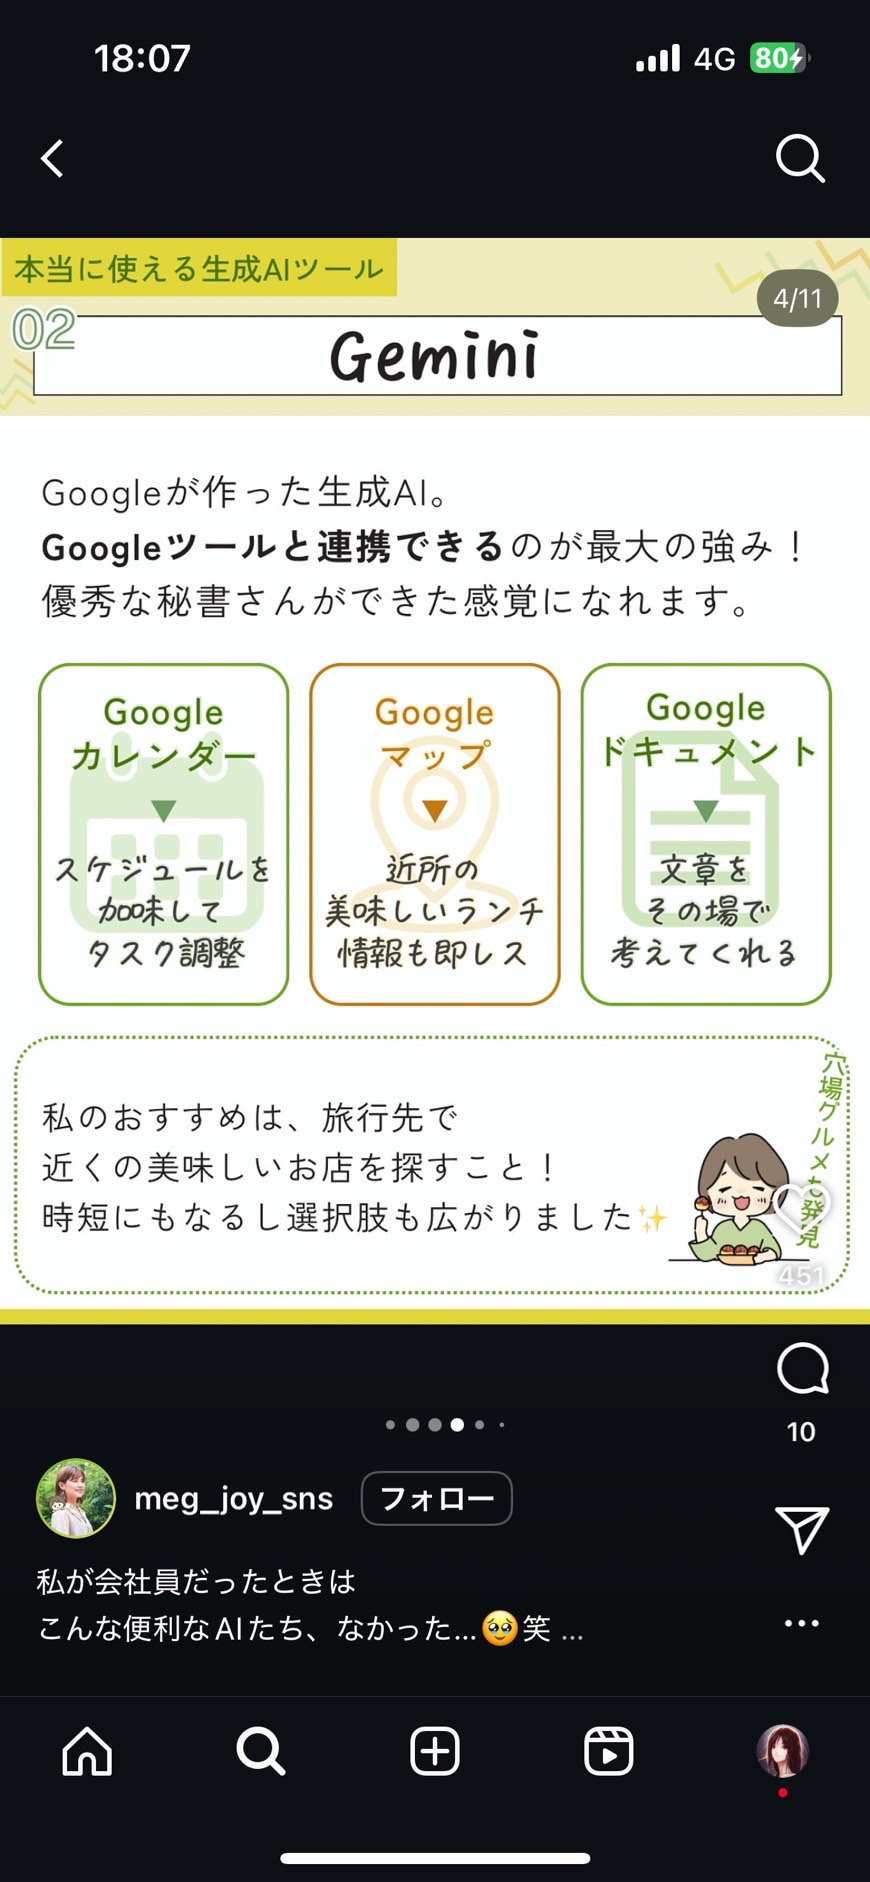 18:07
4G 80
本当に使える生成AIツール
4/11
02
Gemini
Googleが作った生成AI。
Googleツールと連携できるのが最大の強み！
優秀な秘書さんができた感覚になれます。
Google
カレンダー
▼
スケジュールを
加味して
タスク調整
Google
マップ
▼
近所の
美味しいランチ
情報も即レス
Google
ドキュメント
▼
文章を
その場で
考えてくれる
私のおすすめは、旅行先で
近くの美味しいお店を探すこと！
時短にもなるし選択肢も広がりました✨
穴場グルメも発見
451
10
meg_joy_sns フォロー
私が会社員だったときは
こんな便利なAIたち、なかった...🥹笑 ...